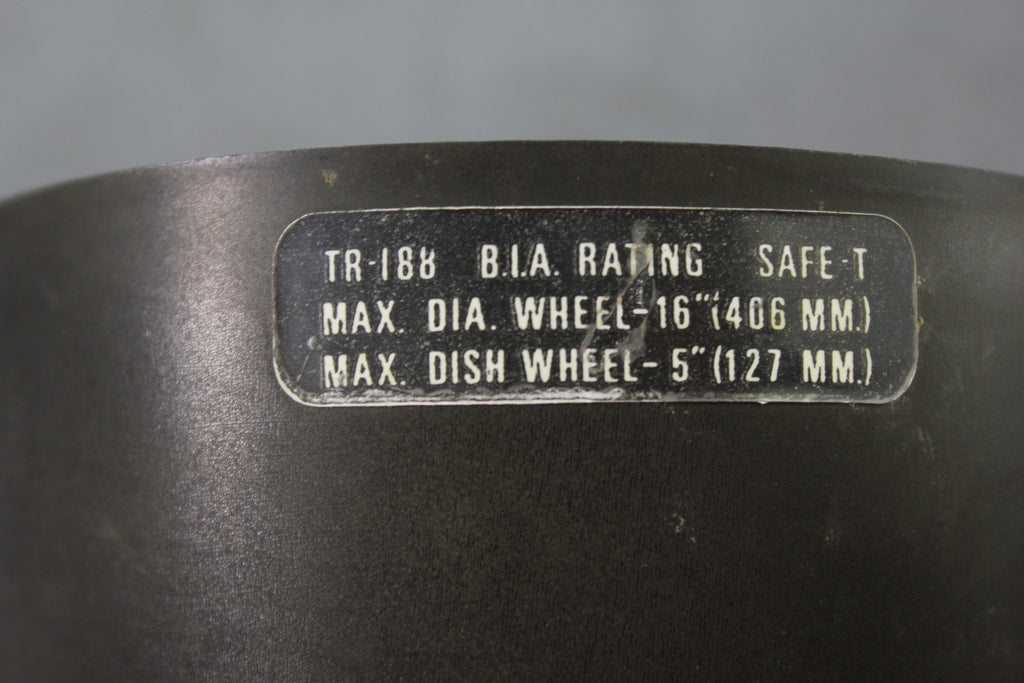 TR-188 B.I.A. RATING SAFE-T
MAX. DIA. WHEEL-16"(406 MM.)
MAX. DISH WHEEL-5"(127 MM.)